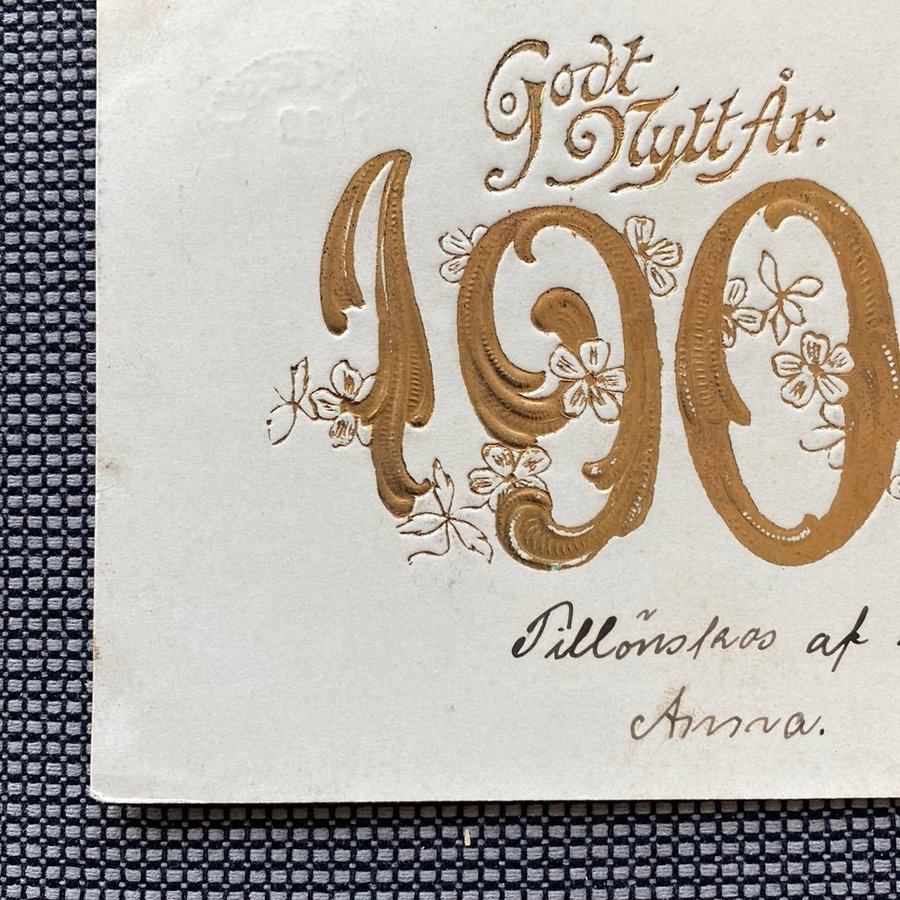 Godt
Nytt År.
190
Tillönskas af
Anna.